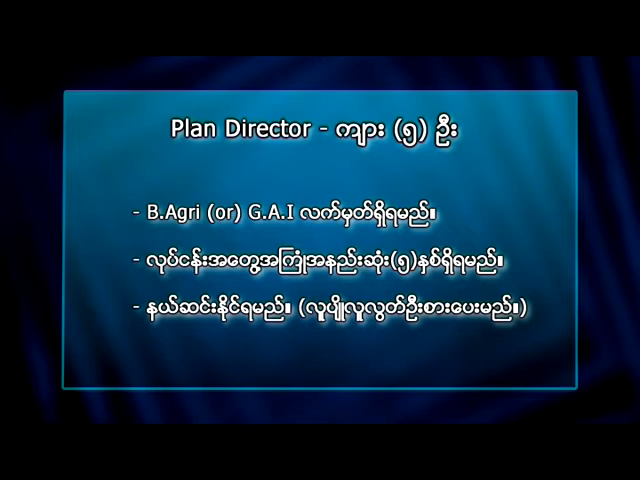 Plan Director - ကျား (၅) ဦး
- B.Agri (or) G.A.I လက်မှတ်ရှိရမည်။
- လုပ်ငန်းအတွေ့အကြုံအနည်းဆုံး(၅)နှစ်ရှိရမည်။
- နယ်ဆင်းနိုင်ရမည်။ (လူပျိုလူလွတ်ဦးစားပေးမည်။)